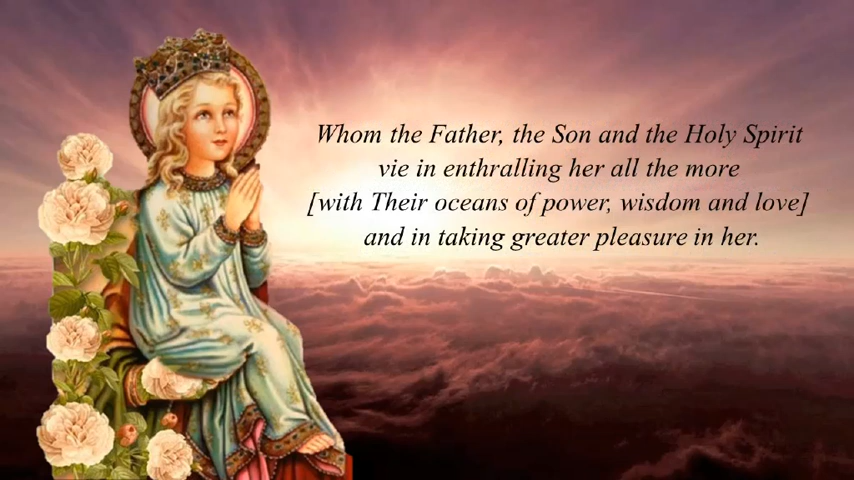 Whom the Father, the Son and the Holy Spirit
vie in enthralling her all the more
[with Their oceans of power, wisdom and love]
and in taking greater pleasure in her.